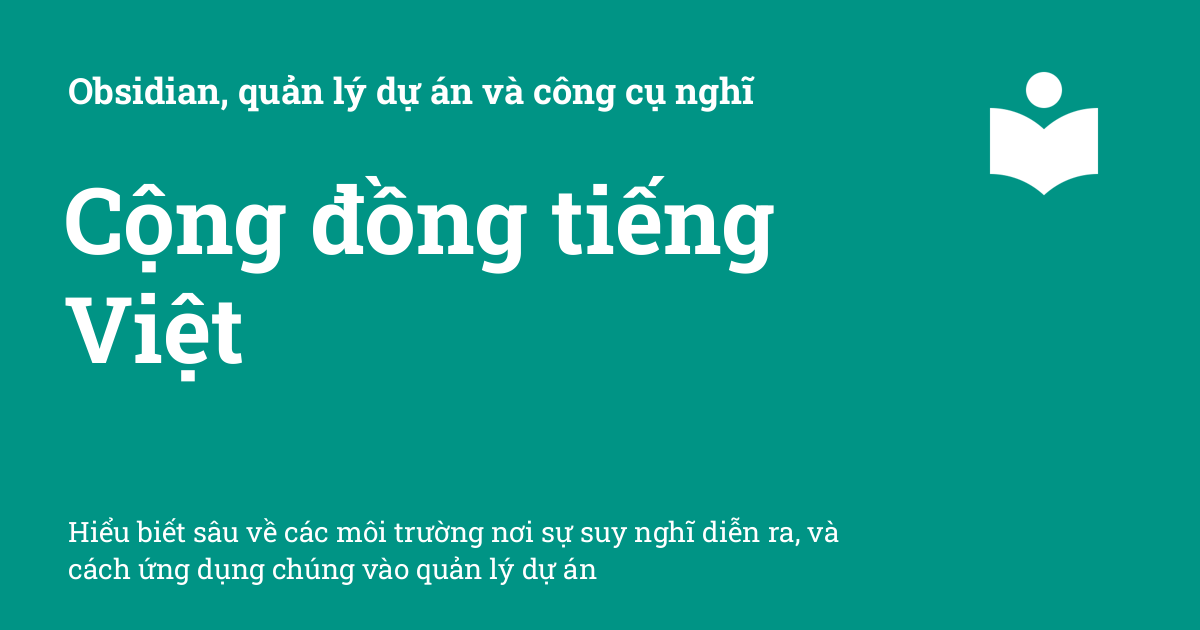 Obsidian, quản lý dự án và công cụ nghĩ
Cộng đồng tiếng
Việt
Hiểu biết sâu về các môi trường nơi sự suy nghĩ diễn ra, và
cách ứng dụng chúng vào quản lý dự án